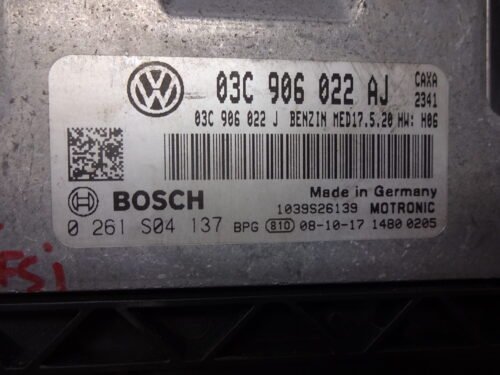 03C 906 022 AJ CAXA
2341
03C 906 022 J BENZIN MED17.5.20 HW: H06
BOSCH
Made in Germany
1039S26139 MOTRONIC
0 261 S04 137 BPG 810 08-10-17 1480 0205
FSi